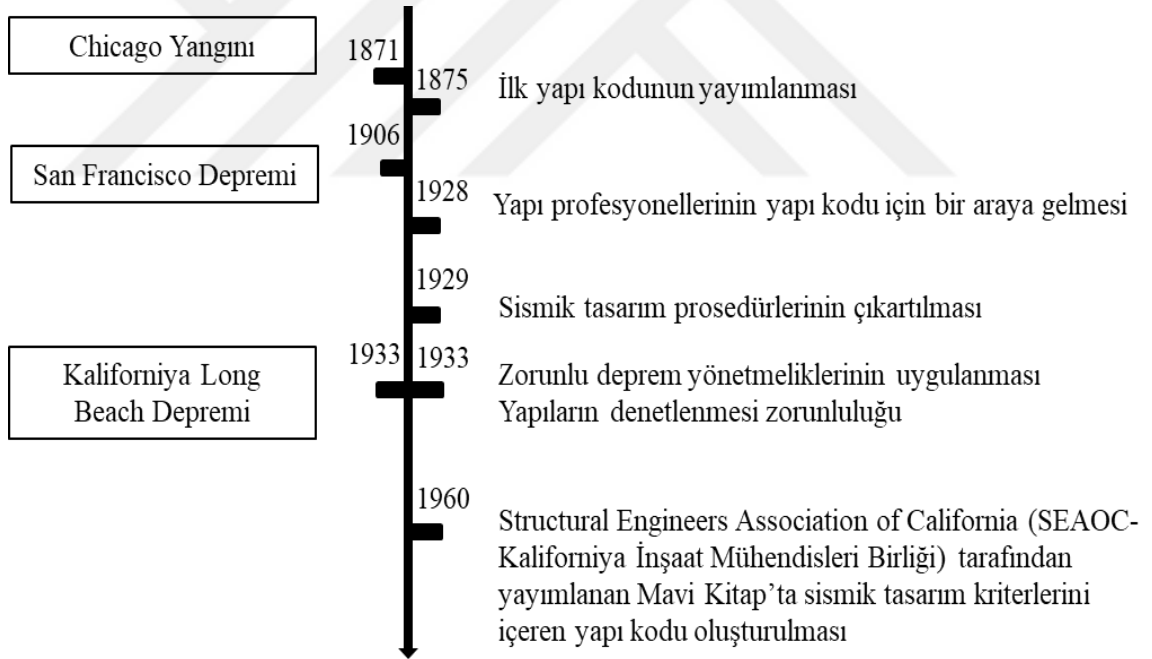 Chicago Yangını
1871
1875
İlk yapı kodunun yayımlanması
1906
San Francisco Depremi
1928
Yapı profesyonellerinin yapı kodu için bir araya gelmesi
1929
Sismik tasarım prosedürlerinin çıkartılması
Kaliforniya Long
Beach Depremi
1933 1933
Zorunlu deprem yönetmeliklerinin uygulanması
Yapıların denetlenmesi zorunluluğu
1960
Structural Engineers Association of California (SEAOC-
Kaliforniya İnşaat Mühendisleri Birliği) tarafından
yayımlanan Mavi Kitap’ta sismik tasarım kriterlerini
içeren yapı kodu oluşturulması